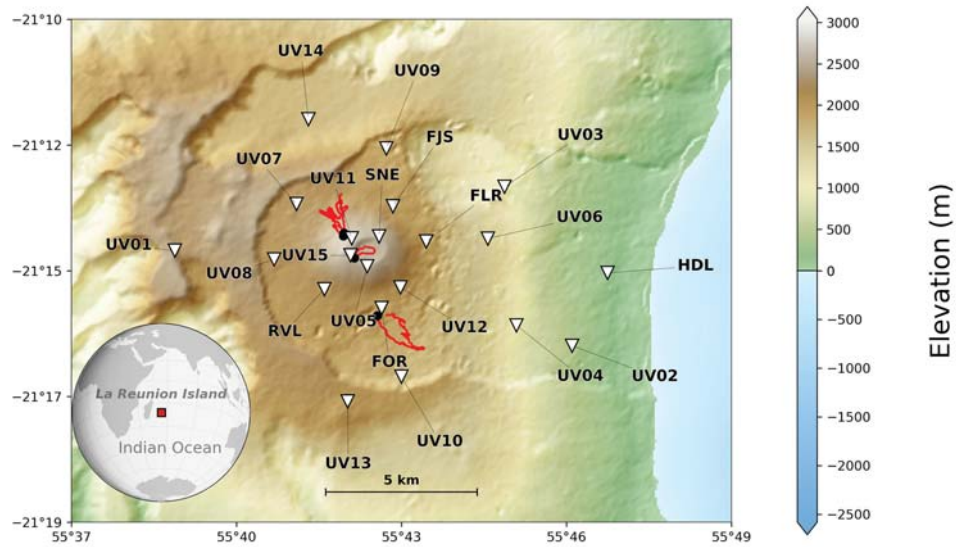 −21°10
−21°12
−21°15
−21°17
−21°19
55°37
55°40
55°43
55°46
55°49
UV14
UV09
FJS
UV03
UV07
SNE
UV11
FLR
UV06
UV01
UV15
UV08
HDL
RVL
UV05
UV12
FOR
UV04
UV02
UV10
UV13
5 km
La Reunion Island
Indian Ocean
3000
2500
2000
1500
1000
500
0
−500
−1000
−1500
−2000
−2500
Elevation (m)